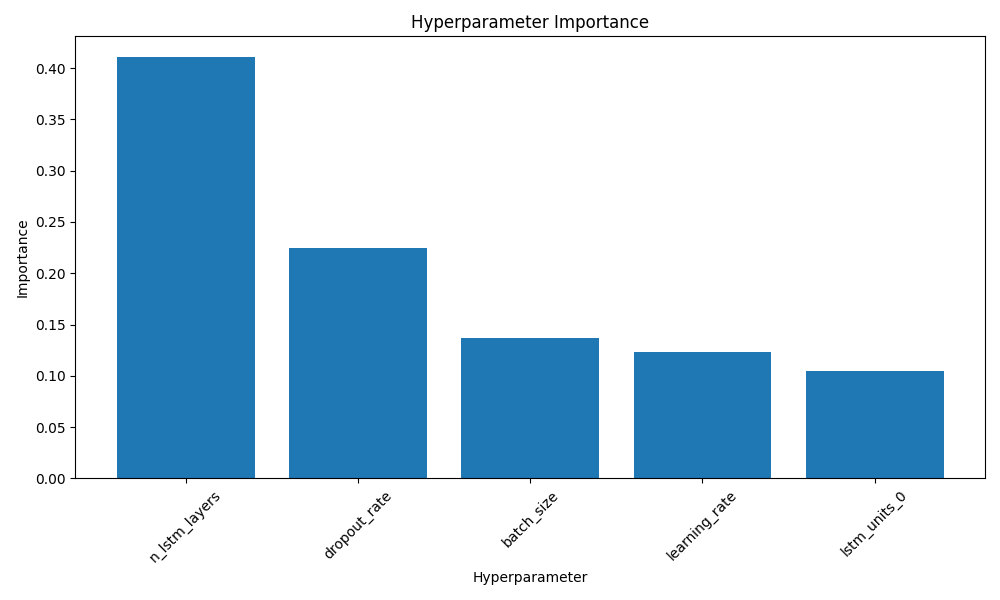 Hyperparameter Importance
Importance
0.40
0.35
0.30
0.25
0.20
0.15
0.10
0.05
0.00
n_lstm_layers
dropout_rate
batch_size
learning_rate
lstm_units_0
Hyperparameter